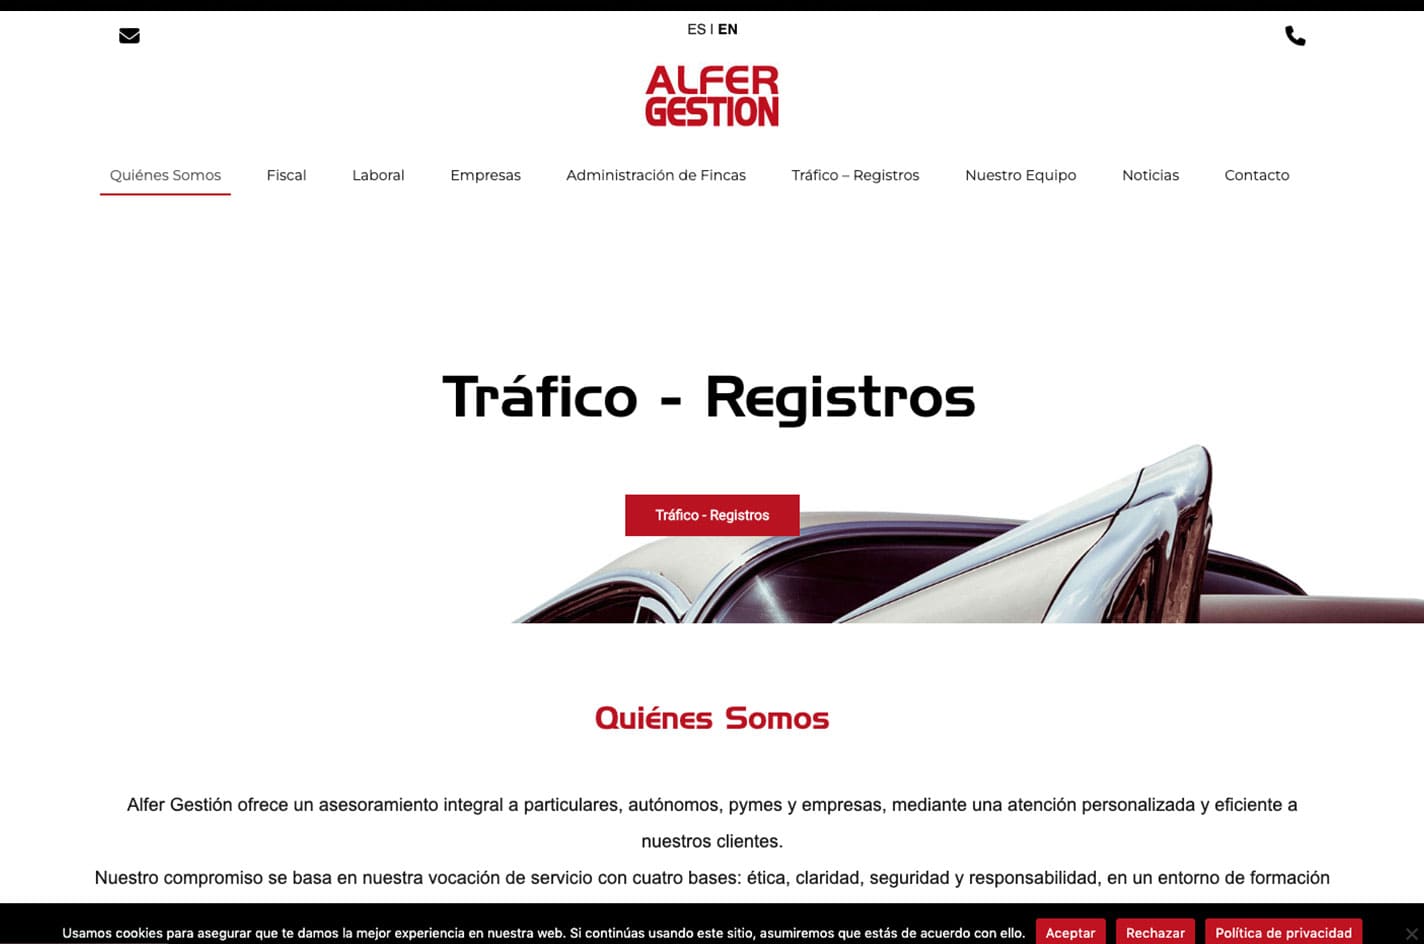 ES | EN
ALFER
GESTION
Quiénes Somos
Fiscal
Laboral
Empresas
Administración de Fincas
Tráfico – Registros
Nuestro Equipo
Noticias
Contacto
Tráfico - Registros
Tráfico - Registros
Quiénes Somos
Alfer Gestión ofrece un asesoramiento integral a particulares, autónomos, pymes y empresas, mediante una atención personalizada y eficiente a
nuestros clientes.
Nuestro compromiso se basa en nuestra vocación de servicio con cuatro bases: ética, claridad, seguridad y responsabilidad, en un entorno de formación
Usamos cookies para asegurar que te damos la mejor experiencia en nuestra web. Si continúas usando este sitio, asumiremos que estás de acuerdo con ello.
Aceptar
Rechazar
Política de privacidad